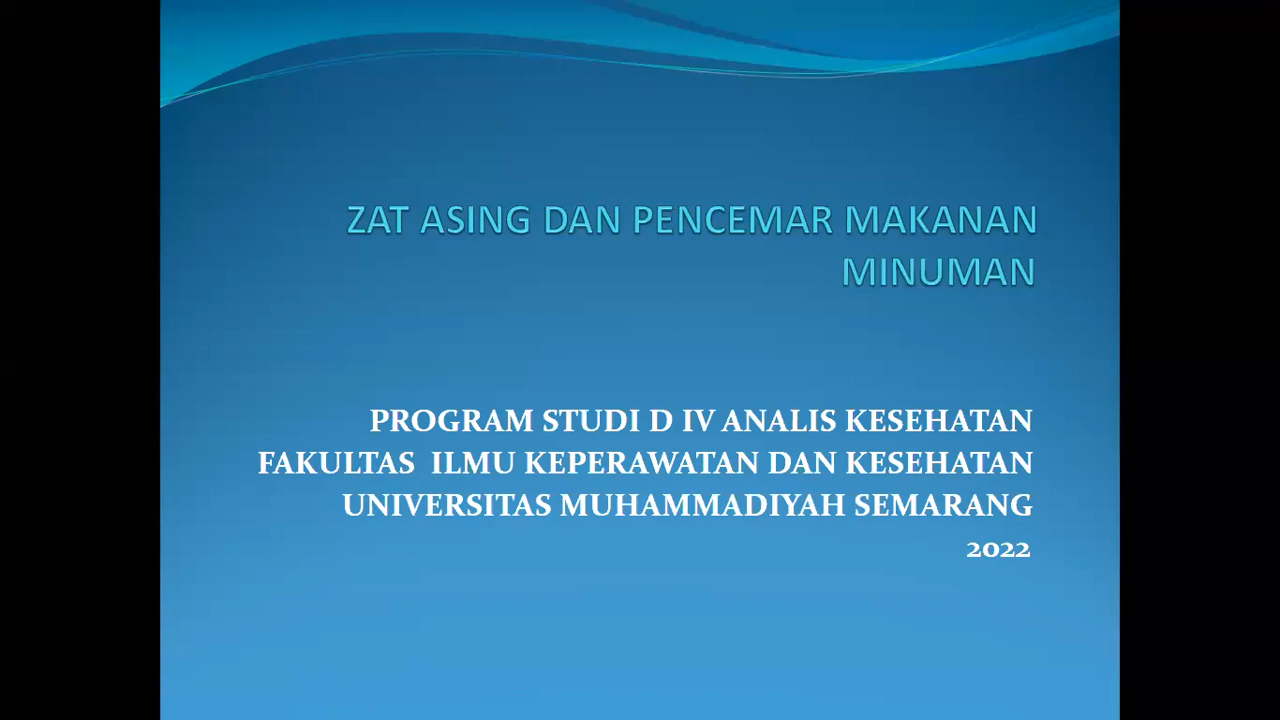 ZAT ASING DAN PENCEMAR MAKANAN
MINUMAN
PROGRAM STUDI D IV ANALIS KESEHATAN
FAKULTAS ILMU KEPERAWATAN DAN KESEHATAN
UNIVERSITAS MUHAMMADIYAH SEMARANG
2022